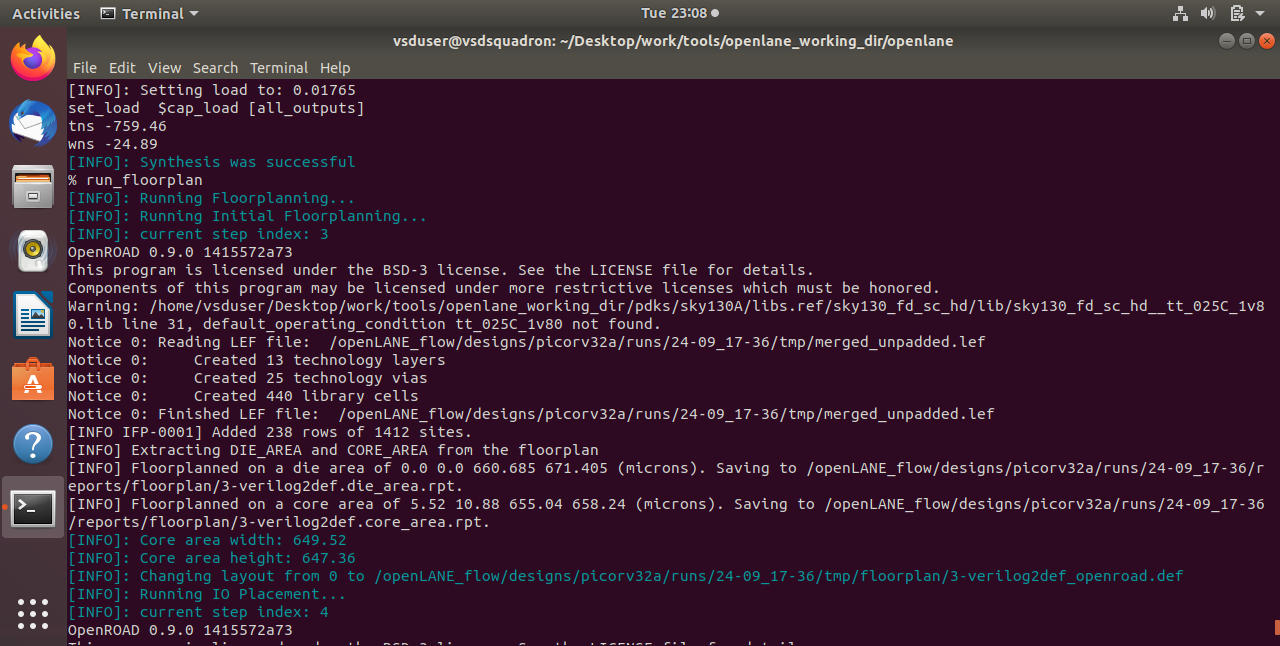 Activities
Terminal
Tue 23:08
vsduser@vsdsquadron: ~/Desktop/work/tools/openlane_working_dir/openlane
File Edit View Search Terminal Help
[INFO]: Setting load to: 0.01765
set_load  $cap_load [all_outputs]
tns -759.46
wns -24.89
[INFO]: Synthesis was successful
% run_floorplan
[INFO]: Running Floorplanning...
[INFO]: Running Initial Floorplanning...
[INFO]: current step index: 3
OpenROAD 0.9.0 1415572a73
This program is licensed under the BSD-3 license. See the LICENSE file for details.
Components of this program may be licensed under more restrictive licenses which must be honored.
Warning: /home/vsduser/Desktop/work/tools/openlane_working_dir/pdks/sky130A/libs.ref/sky130_fd_sc_hd/lib/sky130_fd_sc_hd__tt_025C_1v8
0.lib line 31, default_operating_condition tt_025C_1v80 not found.
Notice 0: Reading LEF file:  /openLANE_flow/designs/picorv32a/runs/24-09_17-36/tmp/merged_unpadded.lef
Notice 0:     Created 13 technology layers
Notice 0:     Created 25 technology vias
Notice 0:     Created 440 library cells
Notice 0: Finished LEF file:  /openLANE_flow/designs/picorv32a/runs/24-09_17-36/tmp/merged_unpadded.lef
[INFO IFP-0001] Added 238 rows of 1412 sites.
[INFO] Extracting DIE_AREA and CORE_AREA from the floorplan
[INFO] Floorplanned on a die area of 0.0 0.0 660.685 671.405 (microns). Saving to /openLANE_flow/designs/picorv32a/runs/24-09_17-36/r
eports/floorplan/3-verilog2def.die_area.rpt.
[INFO] Floorplanned on a core area of 5.52 10.88 655.04 658.24 (microns). Saving to /openLANE_flow/designs/picorv32a/runs/24-09_17-36
/reports/floorplan/3-verilog2def.core_area.rpt.
[INFO]: Core area width: 649.52
[INFO]: Core area height: 647.36
[INFO]: Changing layout from 0 to /openLANE_flow/designs/picorv32a/runs/24-09_17-36/tmp/floorplan/3-verilog2def_openroad.def
[INFO]: Running IO Placement...
[INFO]: current step index: 4
OpenROAD 0.9.0 1415572a73